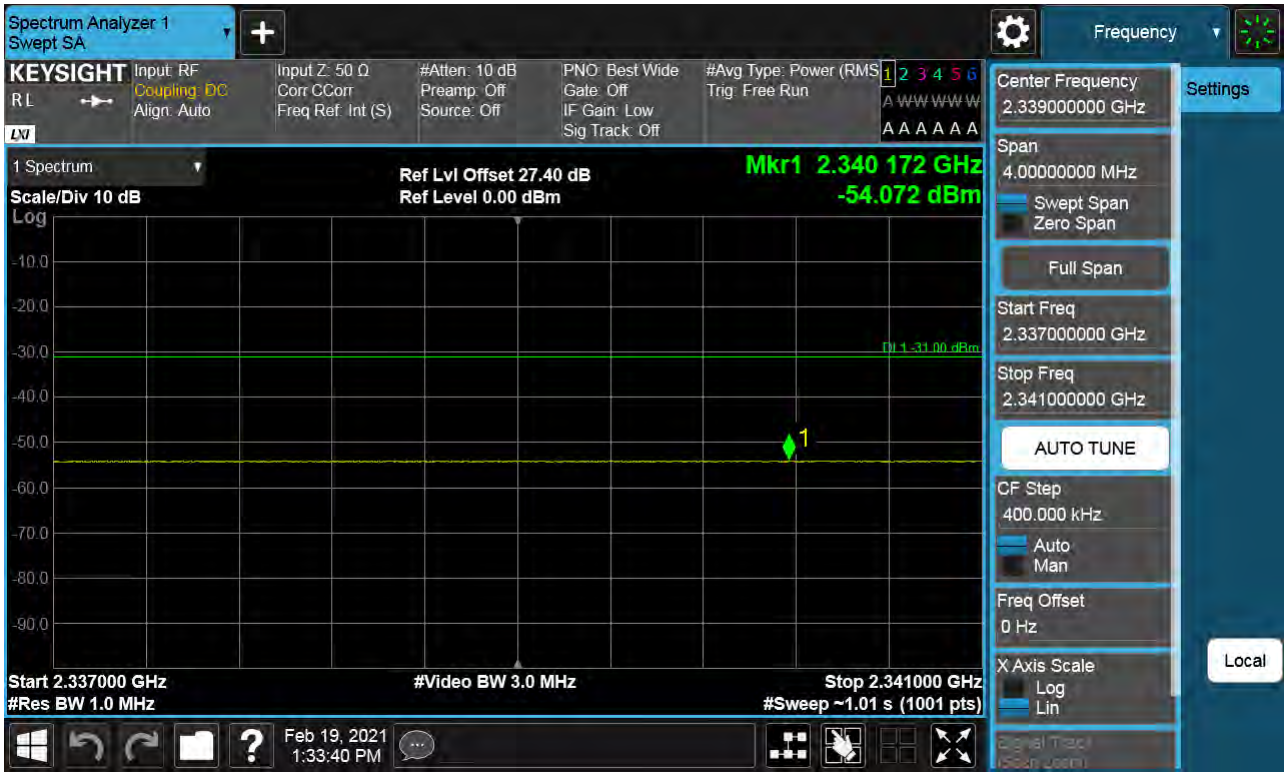 Spectrum Analyzer 1
Swept SA
+
Frequency
KEYSIGHT
RL
LXI
Input: RF
Coupling: DC
Align: Auto
Input Z: 50 Ω
Corr CCorr
Freq Ref: Int (S)
#Atten: 10 dB
Preamp: Off
Source: Off
PNO: Best Wide
Gate: Off
IF Gain: Low
Sig Track: Off
#Avg Type: Power (RMS
Trig: Free Run
1 2 3 4 5 6
A W W W W W
A A A A A A
1 Spectrum
Scale/Div 10 dB
Log
Ref Lvl Offset 27.40 dB
Ref Level 0.00 dBm
Mkr1 2.340 172 GHz
-54.072 dBm
-10.0
-20.0
-30.0
DL1 -31.00 dBm
-40.0
-50.0
1
-60.0
-70.0
-80.0
-90.0
Start 2.337000 GHz
#Res BW 1.0 MHz
#Video BW 3.0 MHz
Stop 2.341000 GHz
#Sweep ~1.01 s (1001 pts)
Center Frequency
2.339000000 GHz
Span
4.00000000 MHz
Swept Span
Zero Span
Full Span
Start Freq
2.337000000 GHz
Stop Freq
2.341000000 GHz
AUTO TUNE
CF Step
400.000 kHz
Auto
Man
Freq Offset
0 Hz
X Axis Scale
Log
Lin
Signal Track
(Span Zoom)
Settings
Local
?
Feb 19, 2021
1:33:40 PM